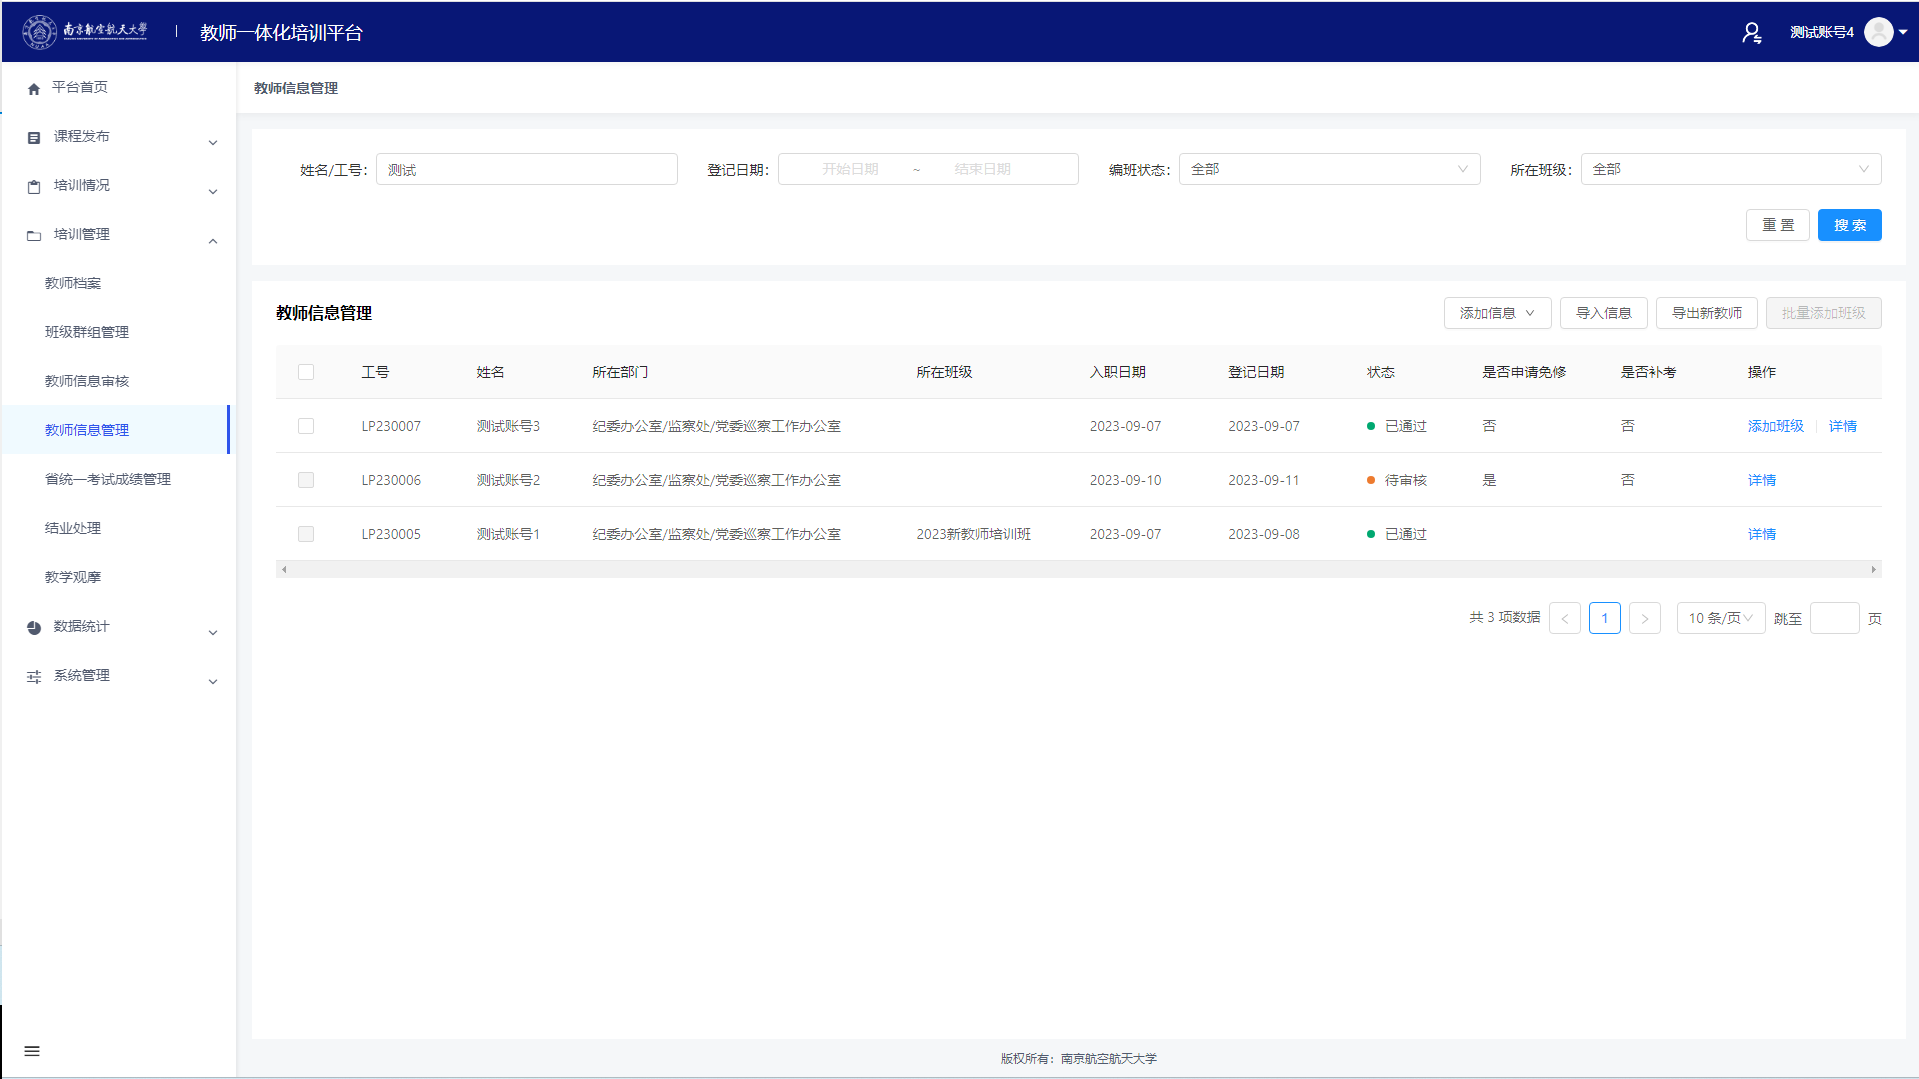 南京航空航天大學 | 教师一体化培训平台 测试账号4
平台首页
课程发布
培训情况
培训管理
教师档案
班级群组管理
教师信息审核
教师信息管理
省统一考试成绩管理
结业处理
教学观摩
数据统计
系统管理
教师信息管理
姓名/工号： 测试 登记日期： 开始日期 ~ 结束日期 编班状态： 全部 所在班级： 全部
重 置 搜 索
教师信息管理 添加信息 导入信息 导出新教师 批量添加班级
工号 姓名 所在部门 所在班级 入职日期 登记日期 状态 是否申请免修 是否补考 操作
LP230007 测试账号3 纪委办公室/监察处/党委巡察工作办公室 2023-09-07 2023-09-07 已通过 否 否 添加班级 详情
LP230006 测试账号2 纪委办公室/监察处/党委巡察工作办公室 2023-09-10 2023-09-11 待审核 是 否 详情
LP230005 测试账号1 纪委办公室/监察处/党委巡察工作办公室 2023新教师培训班 2023-09-07 2023-09-08 已通过 详情
共 3 项数据 < 1 > 10 条/页 跳至 页
版权所有：南京航空航天大学